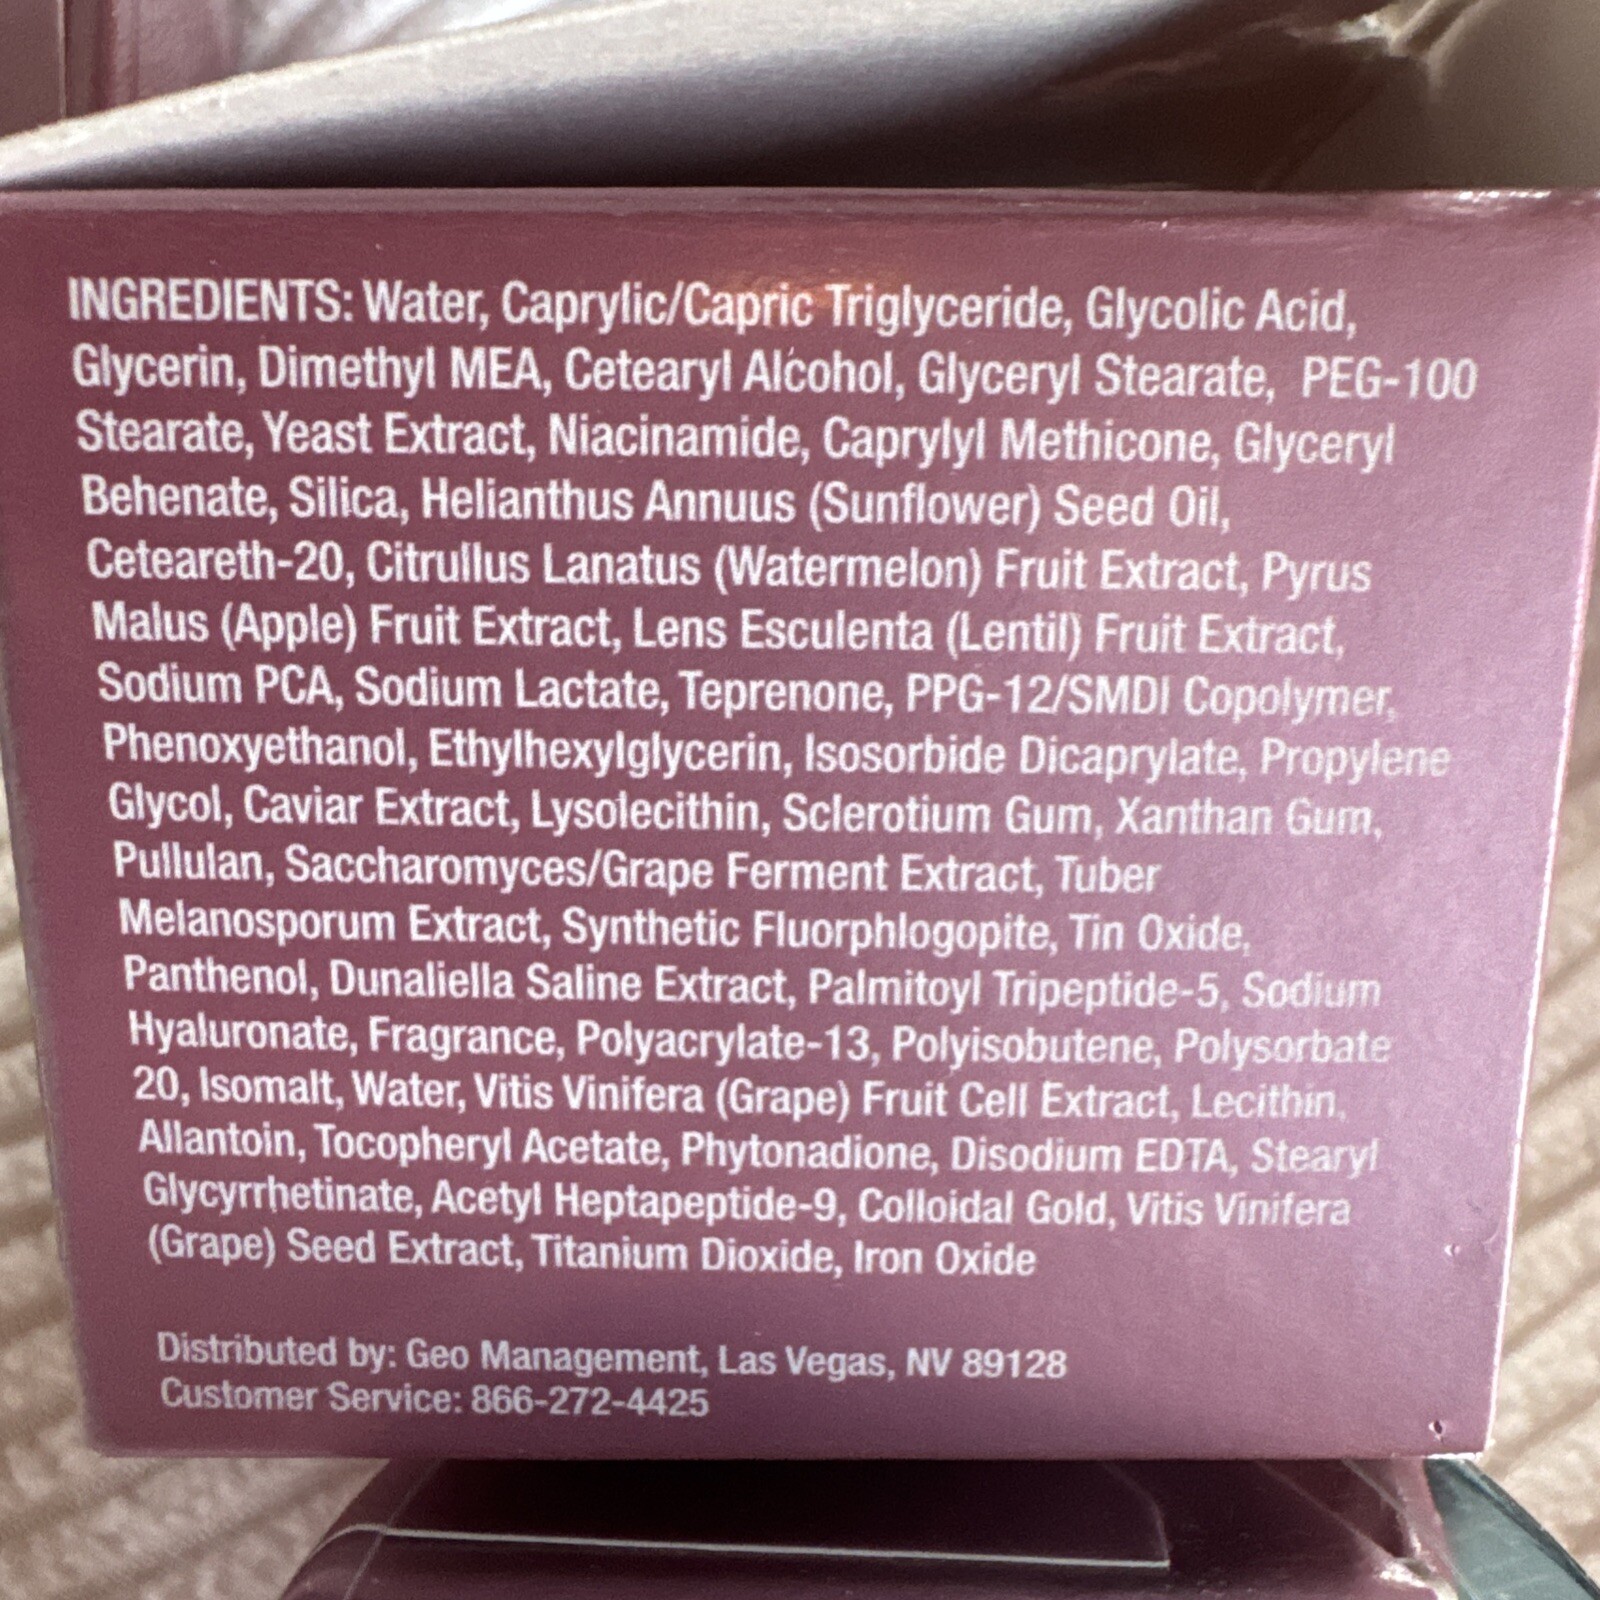 INGREDIENTS: Water, Caprylic/Capric Triglyceride, Glycolic Acid,
Glycerin, Dimethyl MEA, Cetearyl Alcohol, Glyceryl Stearate, PEG-100
Stearate, Yeast Extract, Niacinamide, Caprylyl Methicone, Glyceryl
Behenate, Silica, Helianthus Annuus (Sunflower) Seed Oil,
Ceteareth-20, Citrullus Lanatus (Watermelon) Fruit Extract, Pyrus
Malus (Apple) Fruit Extract, Lens Esculenta (Lentil) Fruit Extract,
Sodium PCA, Sodium Lactate, Teprenone, PPG-12/SMDI Copolymer,
Phenoxyethanol, Ethylhexylglycerin, Isosorbide Dicaprylate, Propylene
Glycol, Caviar Extract, Lysolecithin, Sclerotium Gum, Xanthan Gum,
Pullulan, Saccharomyces/Grape Ferment Extract, Tuber
Melanosporum Extract, Synthetic Fluorphlogopite, Tin Oxide,
Panthenol, Dunaliella Saline Extract, Palmitoyl Tripeptide-5, Sodium
Hyaluronate, Fragrance, Polyacrylate-13, Polyisobutene, Polysorbate
20, Isomalt, Water, Vitis Vinifera (Grape) Fruit Cell Extract, Lecithin,
Allantoin, Tocopheryl Acetate, Phytonadione, Disodium EDTA, Stearyl
Glycyrrhetinate, Acetyl Heptapeptide-9, Colloidal Gold, Vitis Vinifera
(Grape) Seed Extract, Titanium Dioxide, Iron Oxide
Distributed by: Geo Management, Las Vegas, NV 89128
Customer Service: 866-272-4425